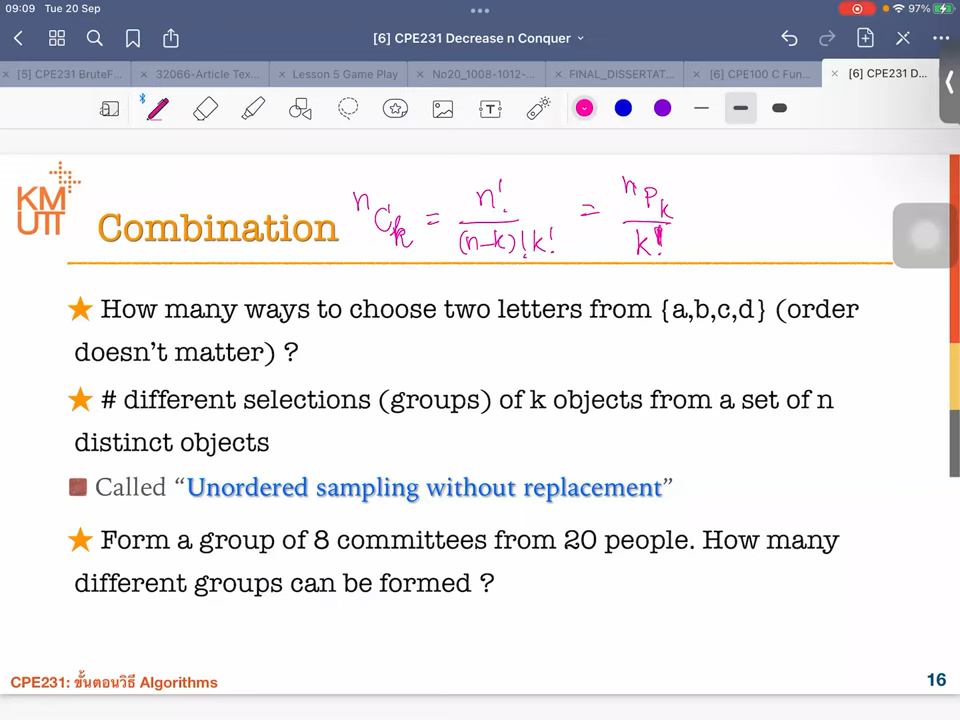 09:09 Tue 20 Sep
97%
[6] CPE231 Decrease n Conquer
[5] CPE231 BruteF...
32066-Article Tex...
Lesson 5 Game Play
No20_1008-1012-...
FINAL_DISSERTAT...
[6] CPE100 C Fun...
[6] CPE231 D...
KM
UTT
Combination
nCk = n! / (n-k)! k! = nPk / k!
★ How many ways to choose two letters from {a,b,c,d} (order
doesn't matter) ?
★ # different selections (groups) of k objects from a set of n
distinct objects
Called “Unordered sampling without replacement”
★ Form a group of 8 committees from 20 people. How many
different groups can be formed ?
CPE231: ขั้นตอนวิธี Algorithms
16